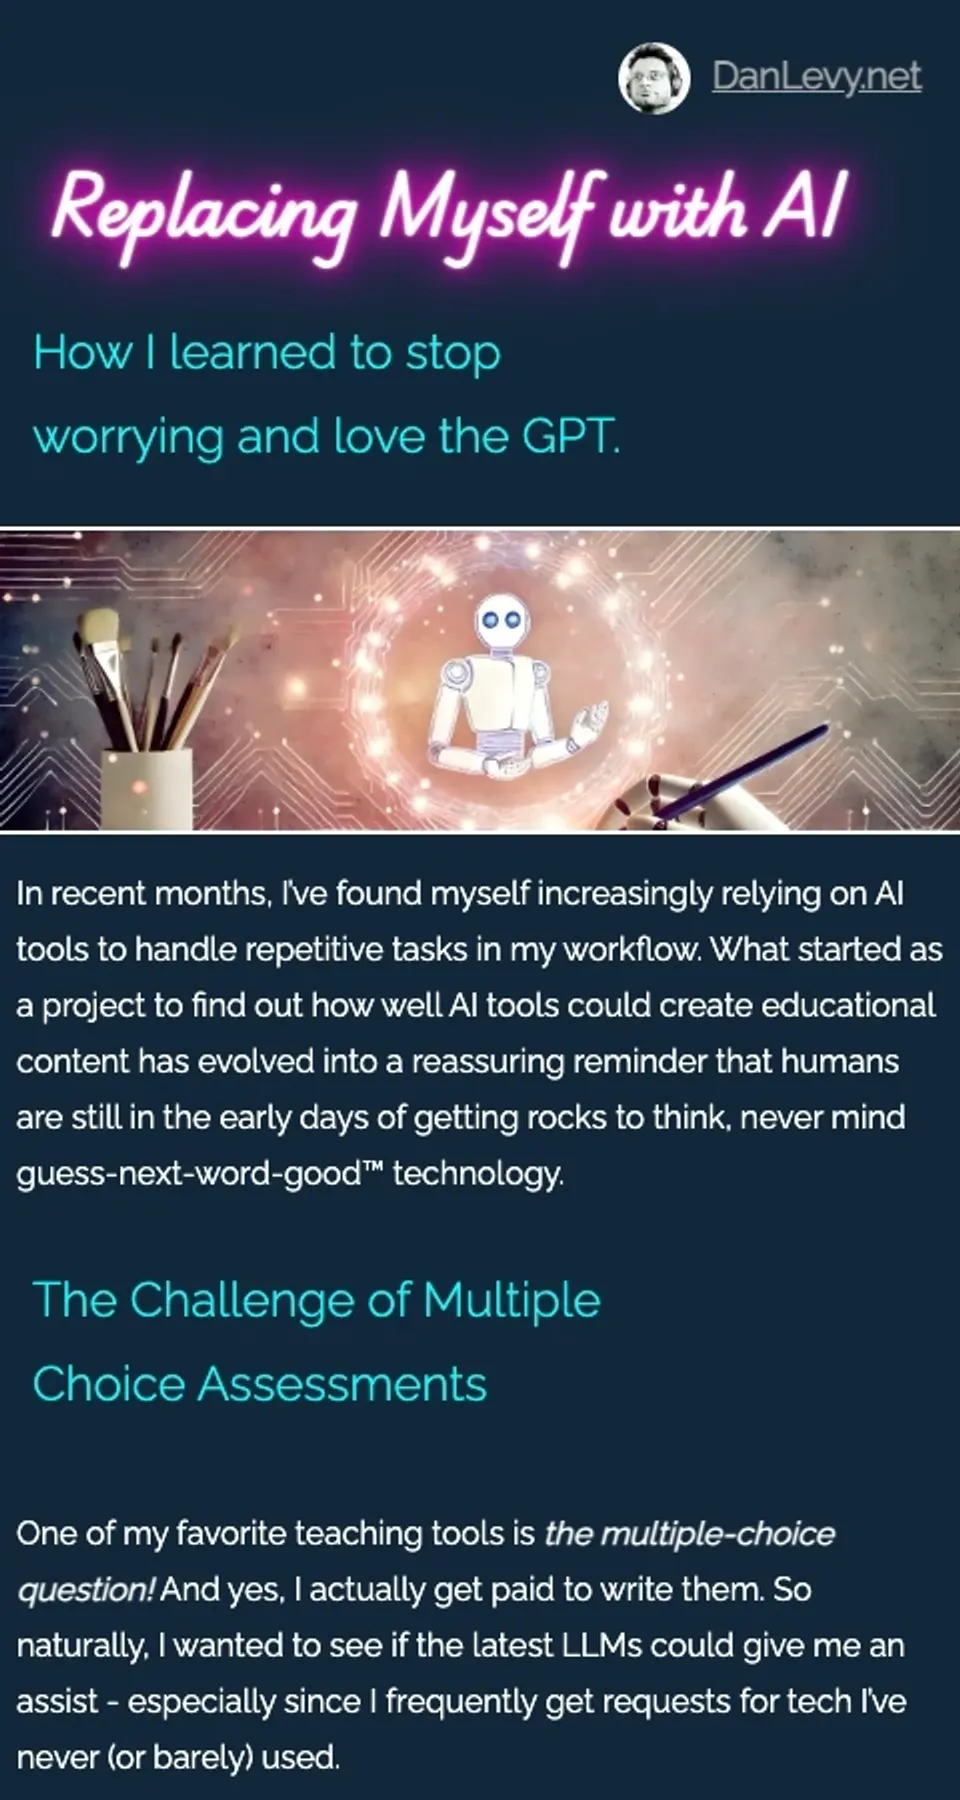 DanLevy.net
Replacing Myself with AI
How I learned to stop
worrying and love the GPT.
In recent months, I've found myself increasingly relying on AI
tools to handle repetitive tasks in my workflow. What started as
a project to find out how well AI tools could create educational
content has evolved into a reassuring reminder that humans
are still in the early days of getting rocks to think, never mind
guess-next-word-good™ technology.
The Challenge of Multiple
Choice Assessments
One of my favorite teaching tools is the multiple-choice
question! And yes, I actually get paid to write them. So
naturally, I wanted to see if the latest LLMs could give me an
assist - especially since I frequently get requests for tech I've
never (or barely) used.